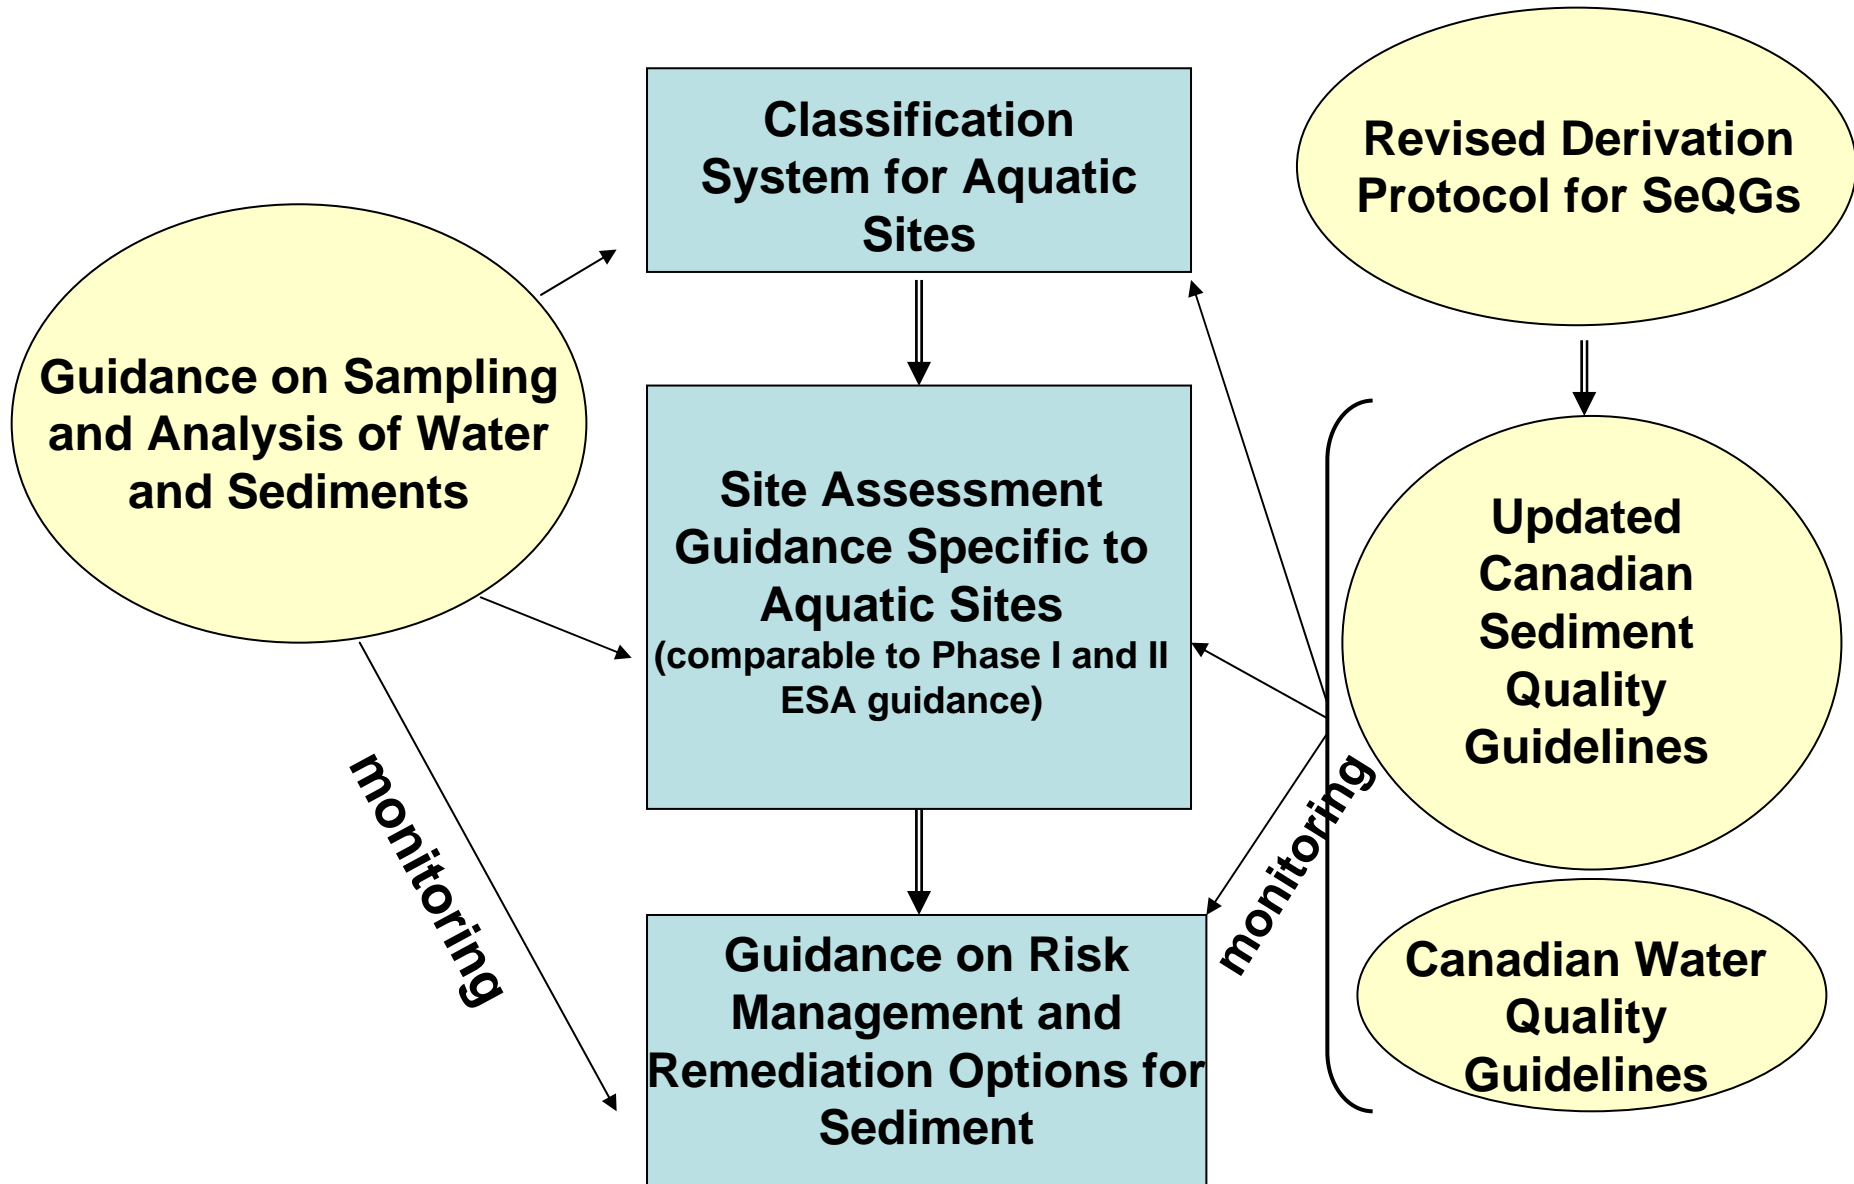 Classification
System for Aquatic
Sites
Revised Derivation
Protocol for SeQGs
Guidance on Sampling
and Analysis of Water
and Sediments
Site Assessment
Guidance Specific to
Aquatic Sites
(comparable to Phase I and II
ESA guidance)
Updated
Canadian
Sediment
Quality
Guidelines
monitoring
monitoring
Guidance on Risk
Management and
Remediation Options for
Sediment
Canadian Water
Quality
Guidelines